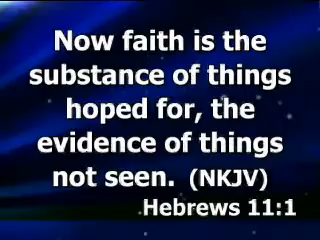 Now faith is the
substance of things
hoped for, the
evidence of things
not seen. (NKJV)
Hebrews 11:1